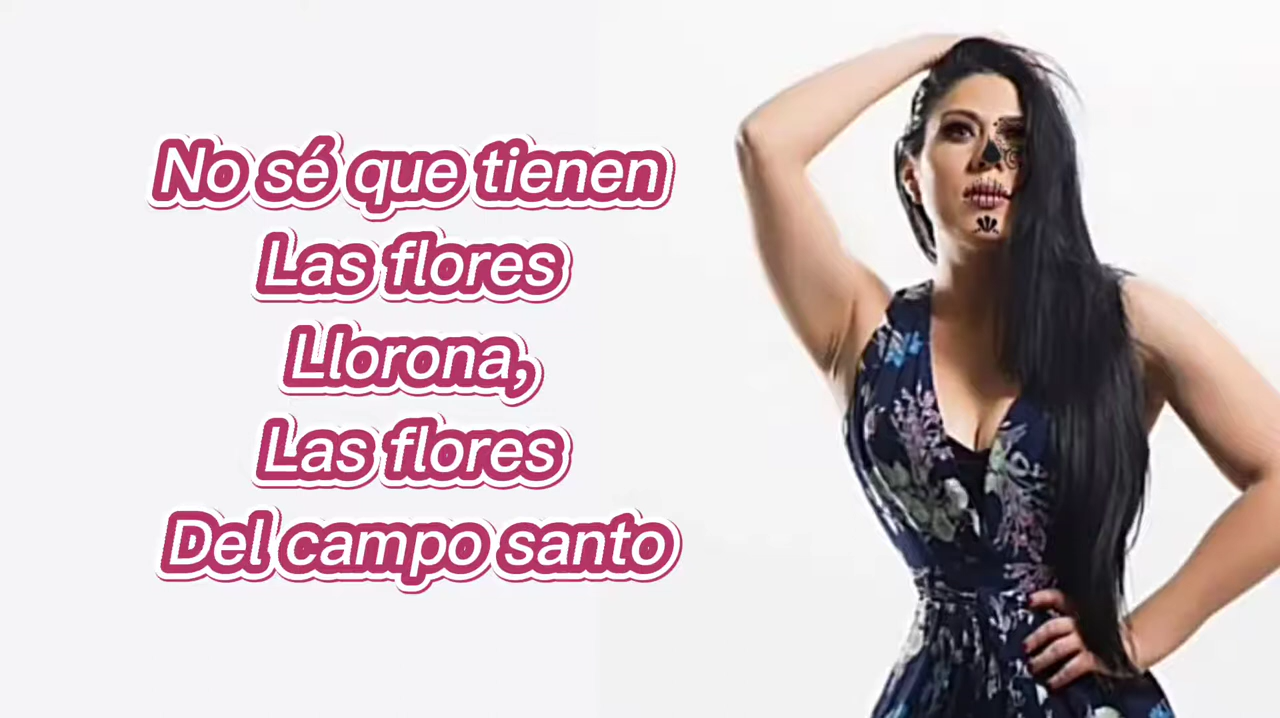 No sé que tienen
Las flores
Llorona,
Las flores
Del campo santo